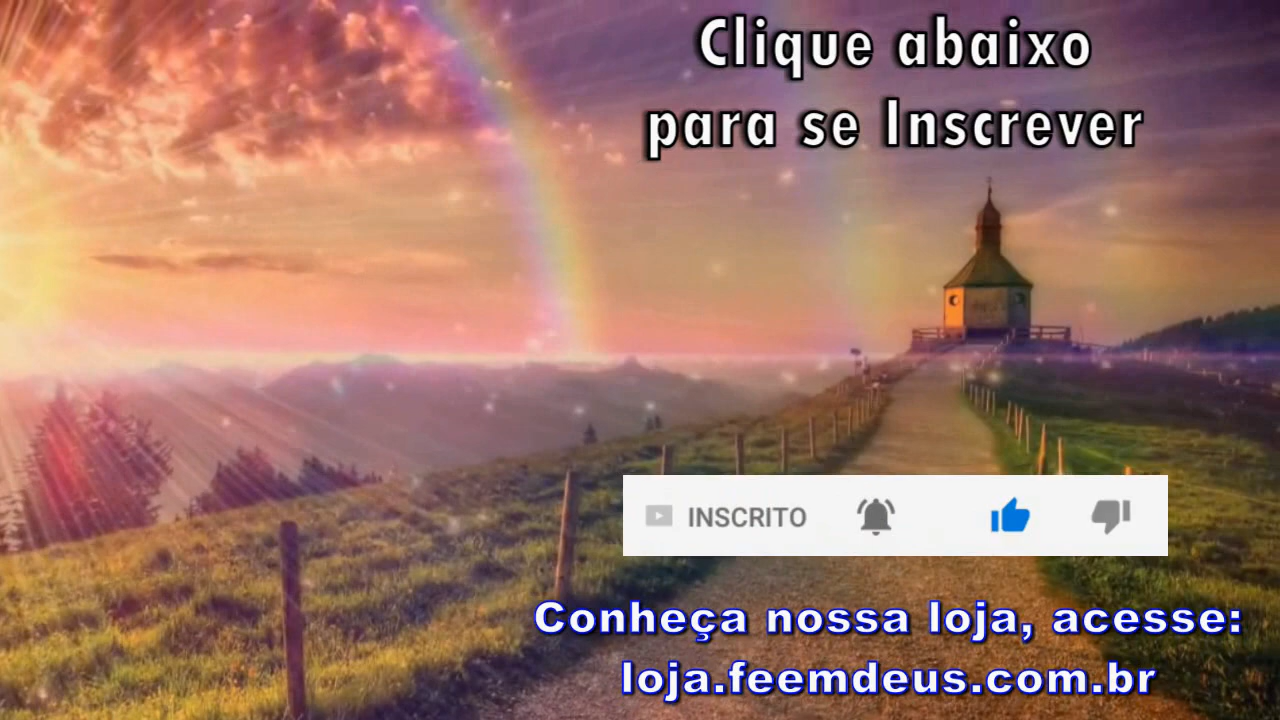 Clique abaixo
para se Inscrever
INSCRITO
Conheça nossa loja, acesse:
loja.feemdeus.com.br